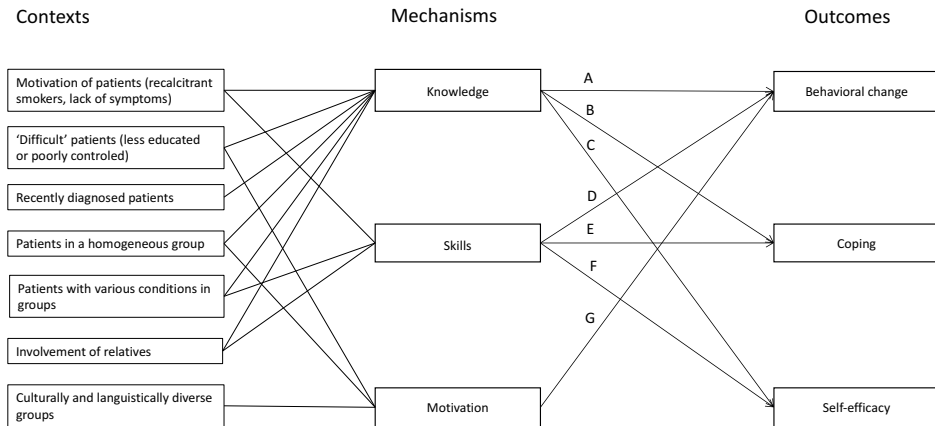 Contexts
Mechanisms
Outcomes
Motivation of patients (recalcitrant
smokers, lack of symptoms)
‘Difficult’ patients (less educated
or poorly controled)
Recently diagnosed patients
Patients in a homogeneous group
Patients with various conditions in
groups
Involvement of relatives
Culturally and languistically diverse
groups
Knowledge
Skills
Motivation
A
B
C
D
E
F
G
Behavioral change
Coping
Self-efficacy